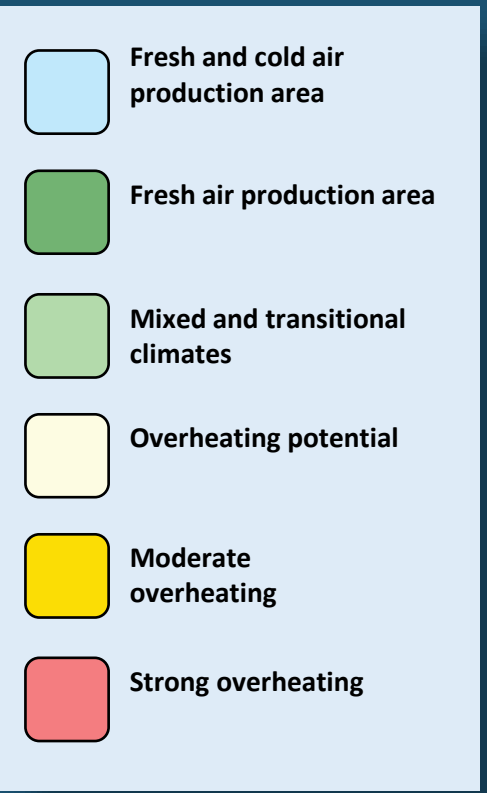 Fresh and cold air
production area
Fresh air production area
Mixed and transitional
climates
Overheating potential
Moderate
overheating
Strong overheating